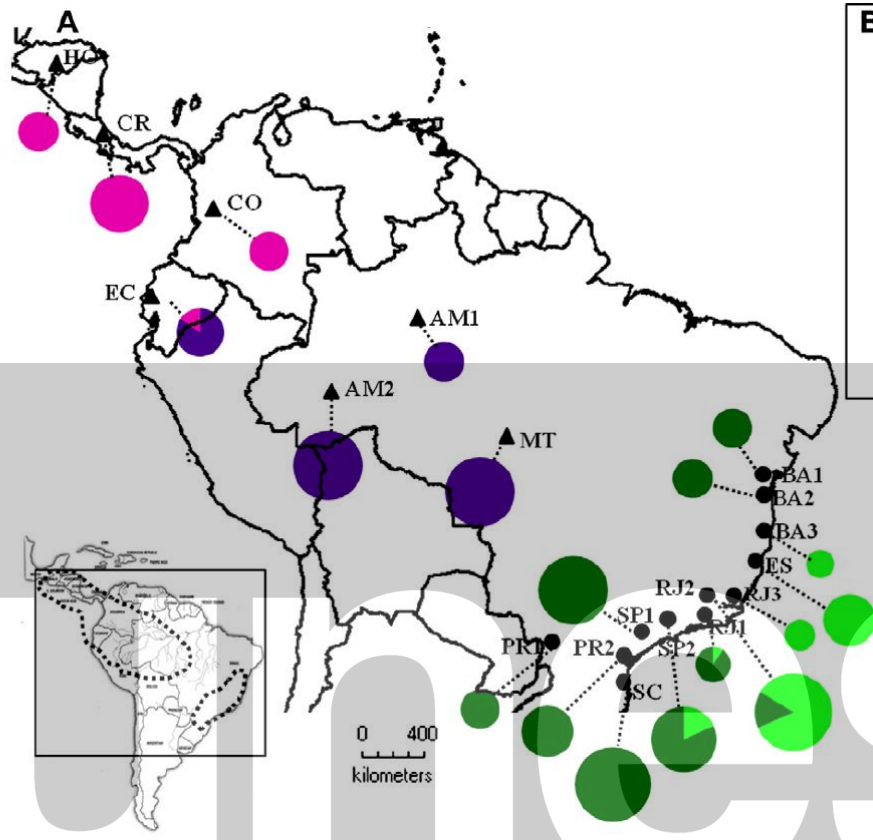 A
B
HO
CR
CO
EC
AM1
AM2
MT
BA1
BA2
BA3
ES
RJ2
RJ3
SP1
RJ1
PR1
PR2
SP2
SC
0 400
kilometers
unes